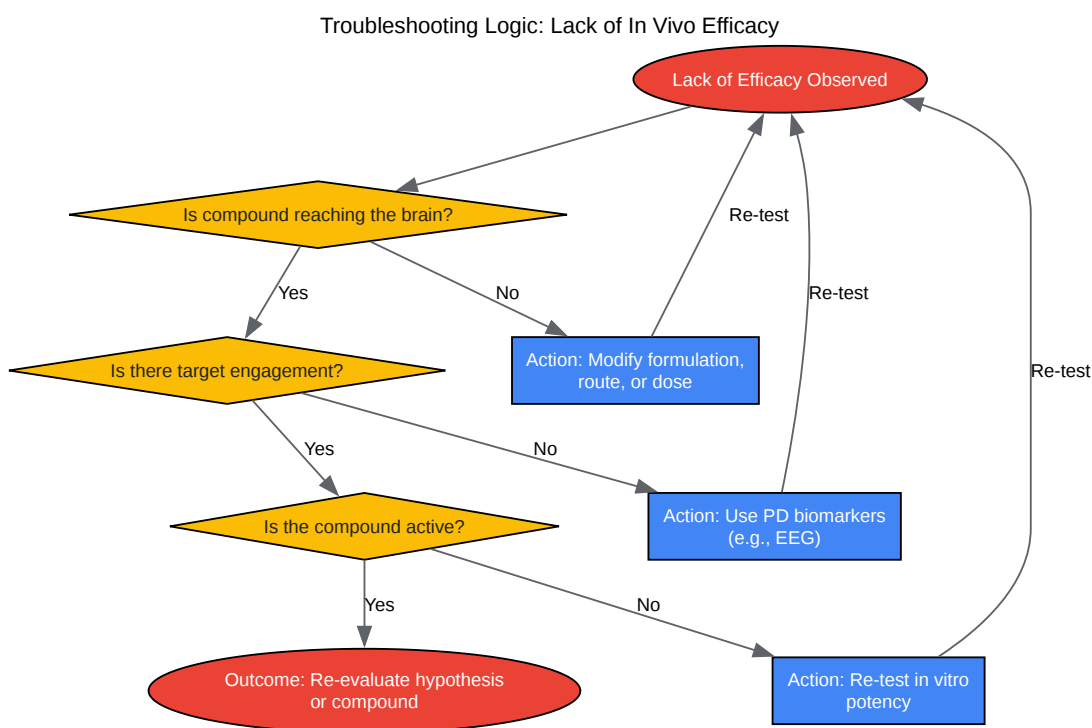 Troubleshooting Logic: Lack of In Vivo Efficacy
Lack of Efficacy Observed
Is compound reaching the brain?
Re-test
Yes
No
Re-test
Is there target engagement?
Action: Modify formulation,
route, or dose
Re-test
Yes
No
Is the compound active?
Action: Use PD biomarkers
(e.g., EEG)
Yes
No
Outcome: Re-evaluate hypothesis
or compound
Action: Re-test in vitro
potency